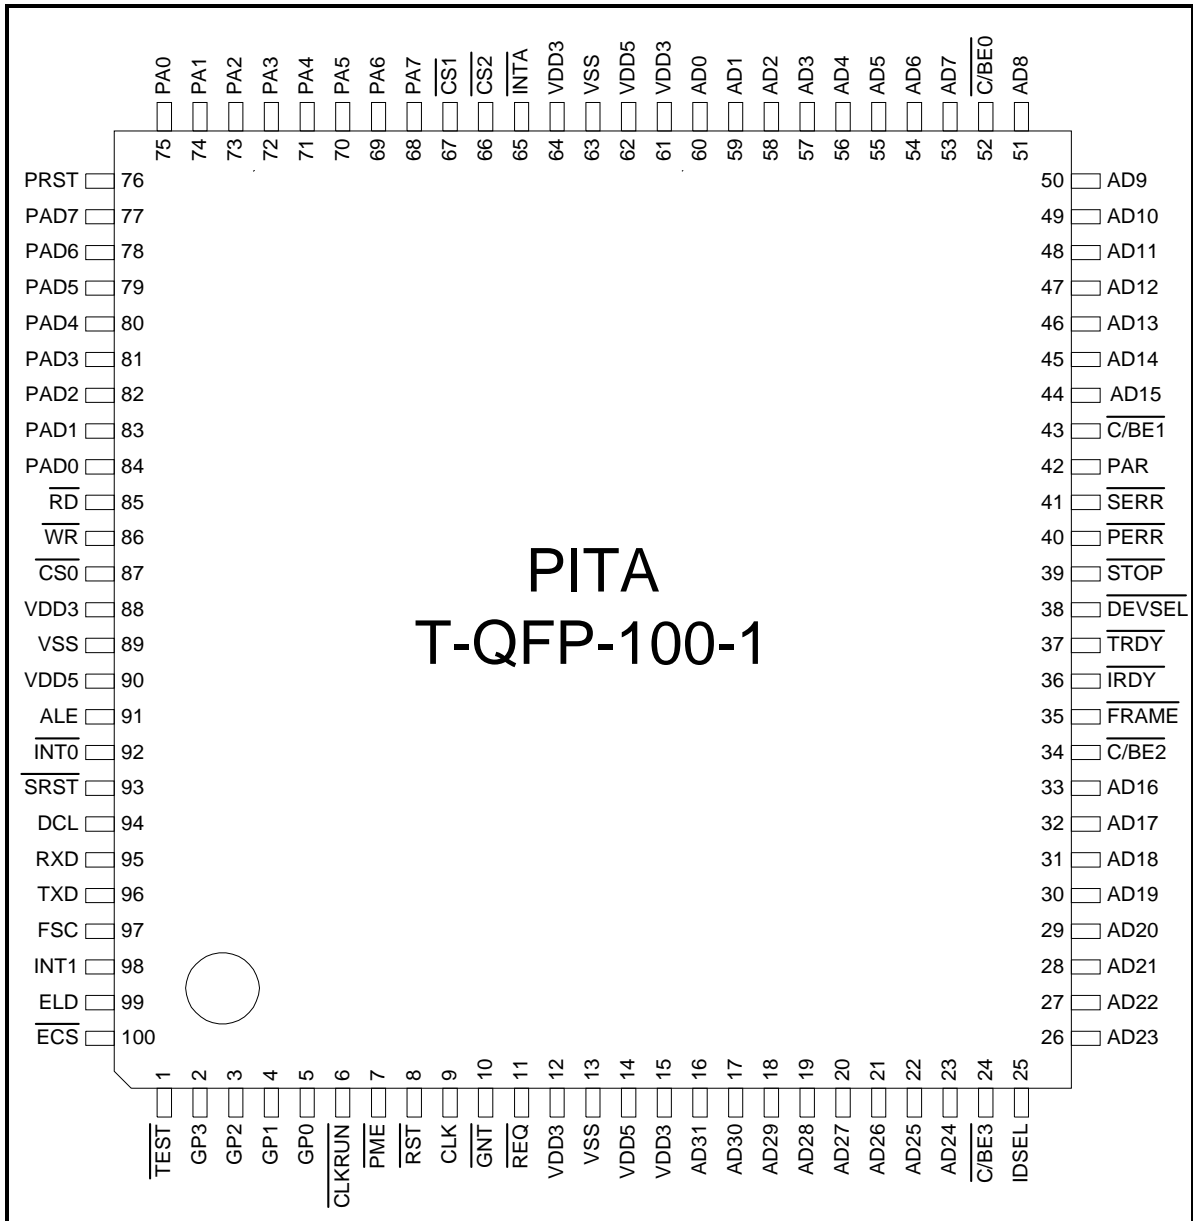 PA0 PA1 PA2 PA3 PA4 PA5 PA6 PA7 CS1 CS2 INTA VDD3 VSS VDD5 VDD3 AD0 AD1 AD2 AD3 AD4 AD5 AD6 AD7 C/BE0 AD8
75 74 73 72 71 70 69 68 67 66 65 64 63 62 61 60 59 58 57 56 55 54 53 52 51
PRST 76 50 AD9
PAD7 77 49 AD10
PAD6 78 48 AD11
PAD5 79 47 AD12
PAD4 80 46 AD13
PAD3 81 45 AD14
PAD2 82 44 AD15
PAD1 83 43 C/BE1
PAD0 84 42 PAR
RD 85 41 SERR
WR 86 40 PERR
CS0 87 39 STOP
VDD3 88 38 DEVSEL
VSS 89 37 TRDY
VDD5 90 36 IRDY
ALE 91 35 FRAME
INT0 92 34 C/BE2
SRST 93 33 AD16
DCL 94 32 AD17
RXD 95 31 AD18
TXD 96 30 AD19
FSC 97 29 AD20
INT1 98 28 AD21
ELD 99 27 AD22
ECS 100 26 AD23
PITA
T-QFP-100-1
1 2 3 4 5 6 7 8 9 10 11 12 13 14 15 16 17 18 19 20 21 22 23 24 25
TEST GP3 GP2 GP1 GP0 CLKRUN PME RST CLK GNT REQ VDD3 VSS VDD5 VDD3 AD31 AD30 AD29 AD28 AD27 AD26 AD25 AD24 C/BE3 IDSEL